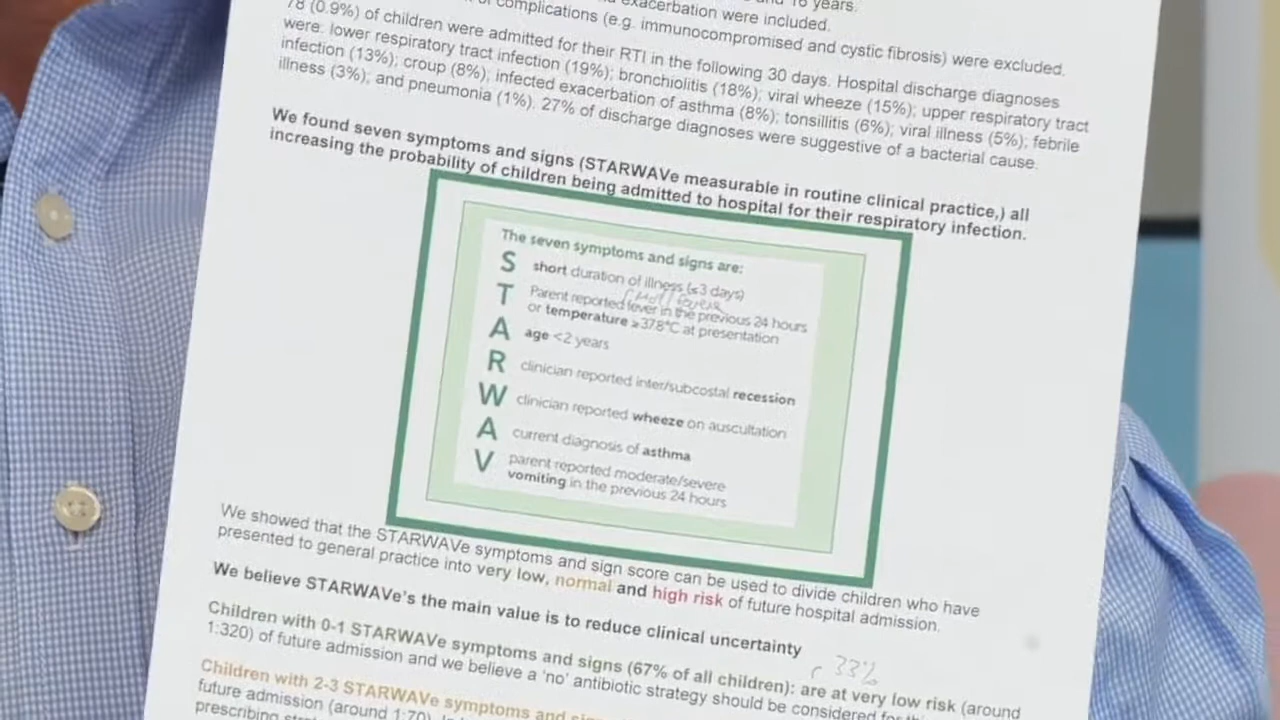 16 years.
exacerbation were included.
complications (e.g. immunocompromised and cystic fibrosis) were excluded.
78 (0.9%) of children were admitted for their RTI in the following 30 days. Hospital discharge diagnoses
were: lower respiratory tract infection (19%); bronchiolitis (18%); viral wheeze (15%); upper respiratory tract
infection (13%); croup (8%); infected exacerbation of asthma (8%); tonsillitis (6%); viral illness (5%); febrile
illness (3%); and pneumonia (1%). 27% of discharge diagnoses were suggestive of a bacterial cause.
We found seven symptoms and signs (STARWAVe measurable in routine clinical practice,) all
increasing the probability of children being admitted to hospital for their respiratory infection.
The seven symptoms and signs are:
S short duration of illness (≤3 days)
T Parent reported fever in the previous 24 hours
or temperature ≥37.8°C at presentation
A age <2 years
R clinician reported inter/subcostal recession
W clinician reported wheeze on auscultation
A current diagnosis of asthma
V parent reported moderate/severe
vomiting in the previous 24 hours
We showed that the STARWAVe symptoms and sign score can be used to divide children who have
presented to general practice into very low, normal and high risk of future hospital admission.
We believe STARWAVe's the main value is to reduce clinical uncertainty
33%
Children with 0-1 STARWAVe symptoms and signs (67% of all children): are at very low risk (around
1:320) of future admission and we believe a 'no' antibiotic strategy should be considered for
Children with 2-3 STARWAVe symptoms and
future admission (around 1:70).
prescribing